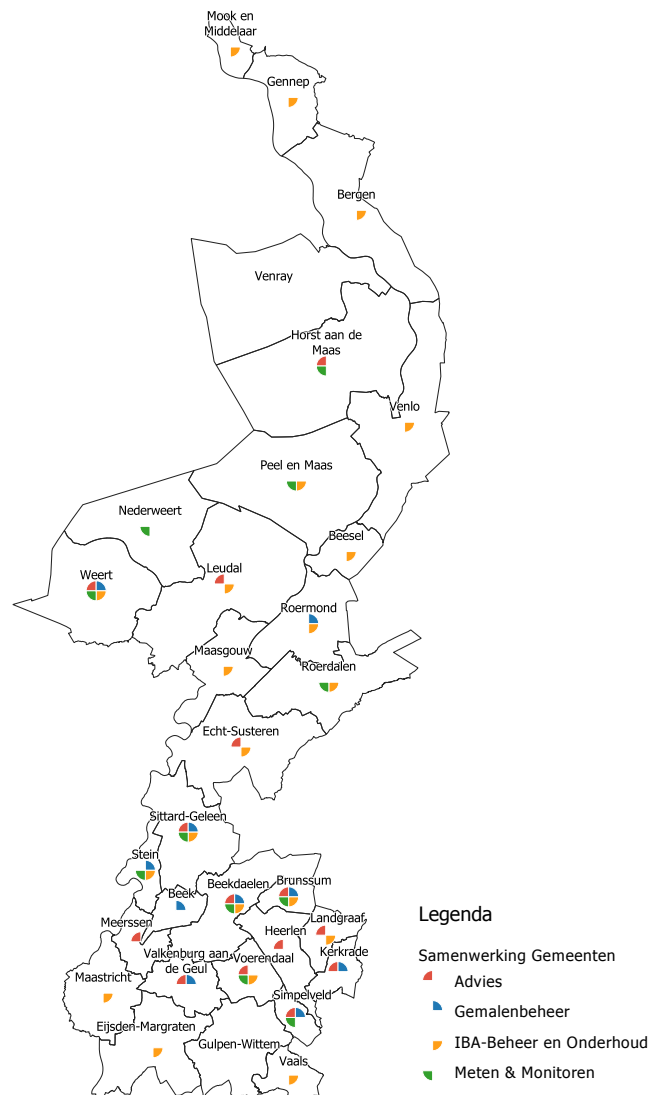 Mook en
Middelaar
Gennep
Bergen
Venray
Horst aan de
Maas
Venlo
Peel en Maas
Nederweert
Beesel
Leudal
Weert
Roermond
Maasgouw
Roerdalen
Echt-Susteren
Sittard-Geleen
Stein
Beek
Beekdaelen
Brunssum
Meerssen
Heerlen
Landgraaf
Valkenburg aan
de Geul
Voerendaal
Kerkrade
Maastricht
Simpelveld
Eijsden-Margraten
Gulpen-Wittem
Vaals
Legenda
Samenwerking Gemeenten
Advies
Gemalenbeheer
IBA-Beheer en Onderhoud
Meten & Monitoren